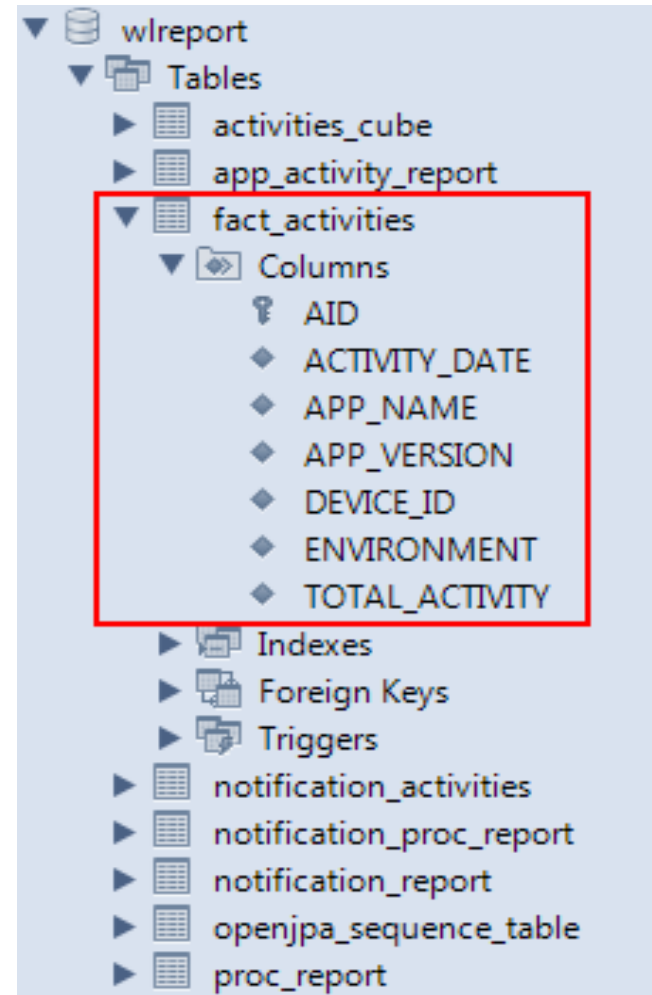 wlreport
Tables
activities_cube
app_activity_report
fact_activities
Columns
AID
ACTIVITY_DATE
APP_NAME
APP_VERSION
DEVICE_ID
ENVIRONMENT
TOTAL_ACTIVITY
Indexes
Foreign Keys
Triggers
notification_activities
notification_proc_report
notification_report
openjpa_sequence_table
proc_report